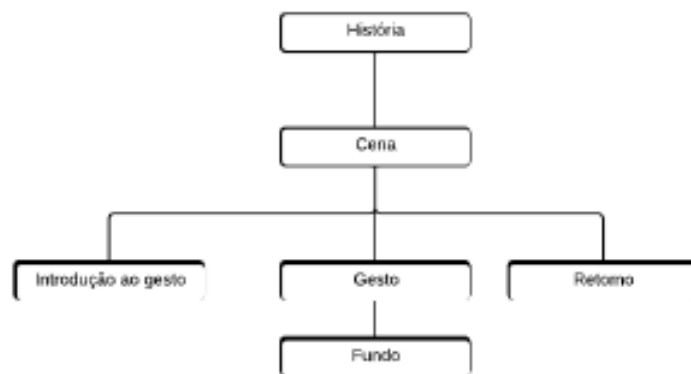 História
Cena
Introdução ao gesto
Gesto
Retorno
Fundo